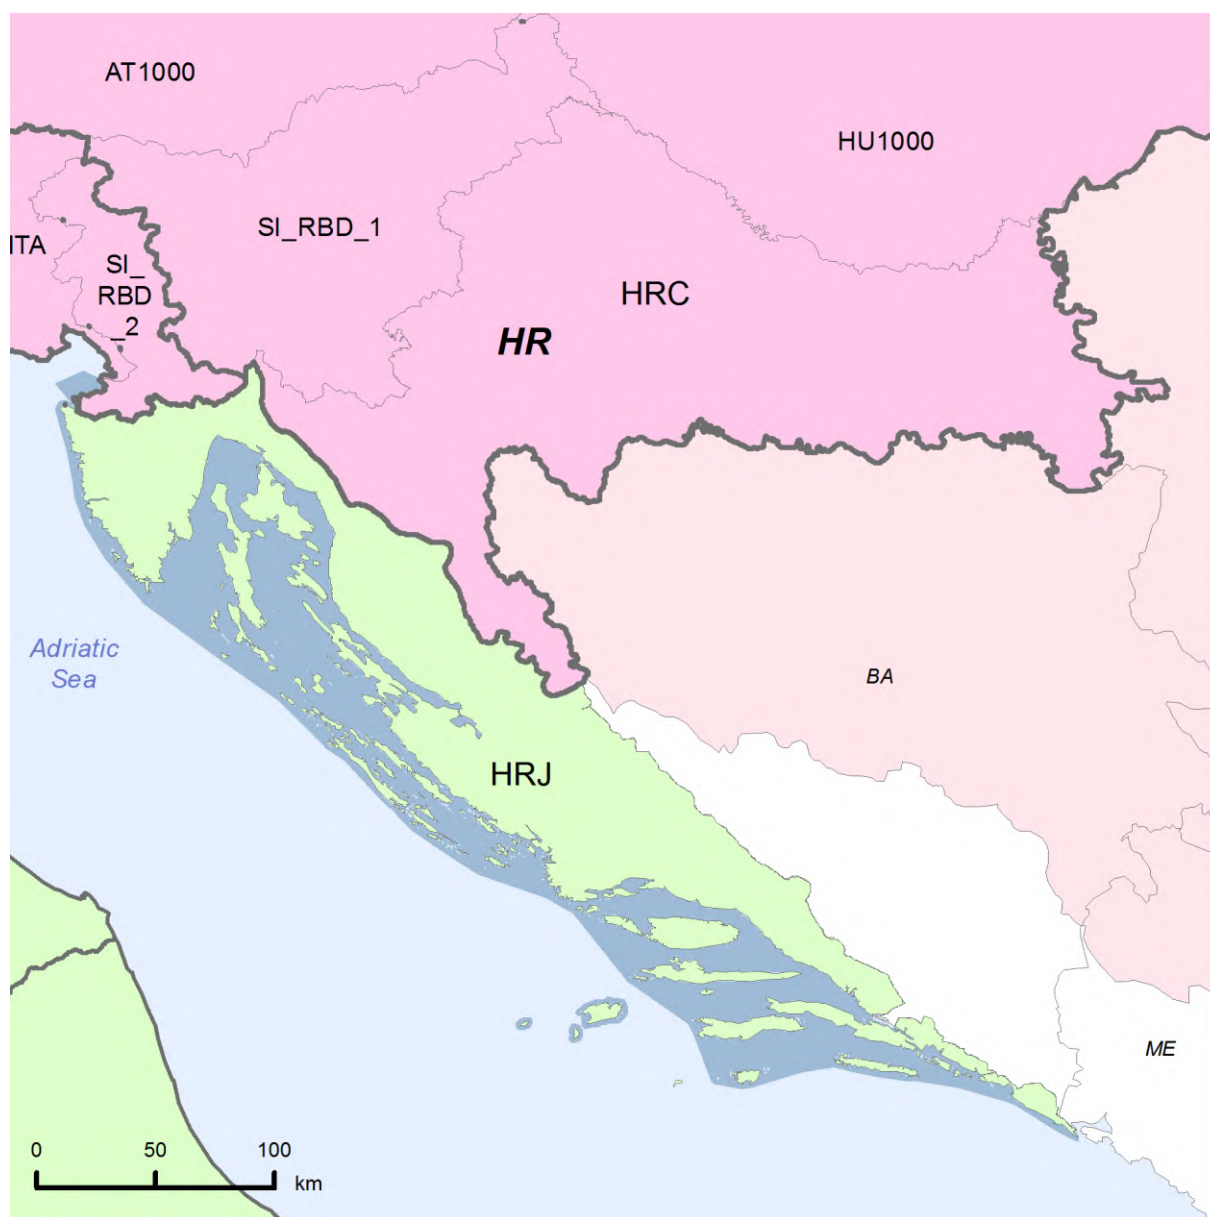 AT1000
HU1000
SI_RBD_1
ITA
SI_
RBD
_2
HRC
HR
Adriatic
Sea
BA
HRJ
ME
0 50 100
km